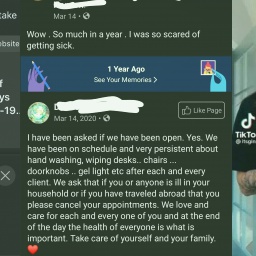 take
Mar 14 •
Wow . So much in a year . I was so scared of
getting sick.
ebsite
1 Year Ago
See Your Memories >
Mar 14, 2020 •
Like Page
I have been asked if we have been open. Yes. We
have been on schedule and very persistent about
hand washing, wiping desks.. chairs ...
doorknobs .. gel light etc after each and every
client. We ask that if you or anyone is ill in your
household or if you have traveled abroad that you
please cancel your appointments. We love and
care for each and every one of you and at the end
of the day the health of everyone is what is
important. Take care of yourself and your family.
❤️
f
ys
-19..
TikTo